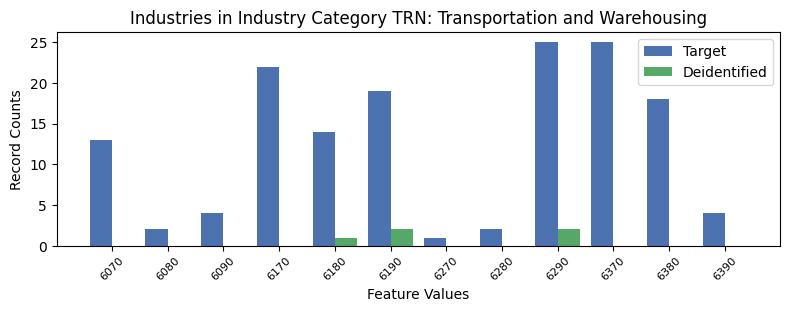 Industries in Industry Category TRN: Transportation and Warehousing
Target
Deidentified
Record Counts
25
20
15
10
5
0
6070 6080 6090 6170 6180 6190 6270 6280 6290 6370 6380 6390
Feature Values